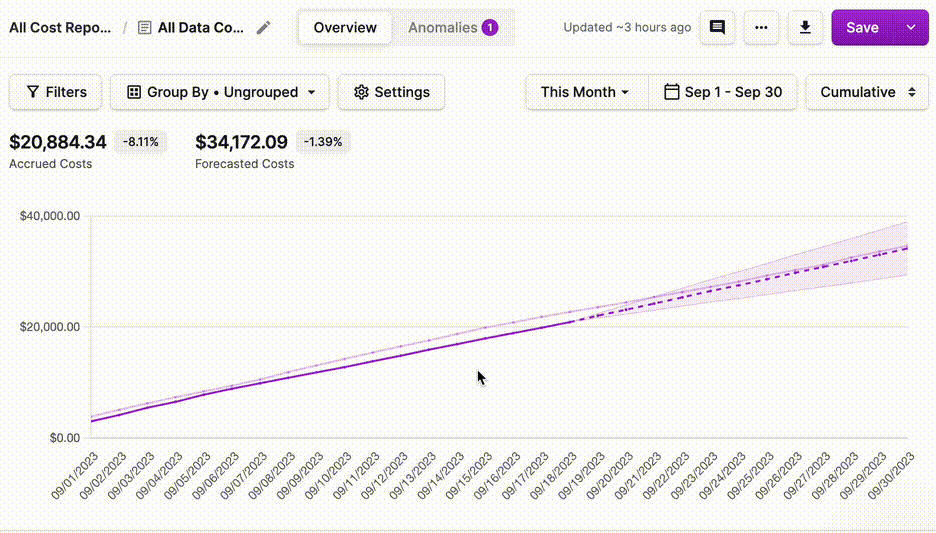 All Cost Repo... / All Data Co... Overview Anomalies 1 Updated ~3 hours ago Save
Filters Group By • Ungrouped Settings This Month Sep 1 - Sep 30 Cumulative
$20,884.34 -8.11% $34,172.09 -1.39%
Accrued Costs Forecasted Costs
$40,000.00
$20,000.00
$0.00
09/01/2023 09/02/2023 09/03/2023 09/04/2023 09/05/2023 09/06/2023 09/07/2023 09/08/2023 09/09/2023 09/10/2023 09/11/2023 09/12/2023 09/13/2023 09/14/2023 09/15/2023 09/16/2023 09/17/2023 09/18/2023 09/19/2023 09/20/2023 09/21/2023 09/22/2023 09/23/2023 09/24/2023 09/25/2023 09/26/2023 09/27/2023 09/28/2023 09/29/2023 09/30/2023